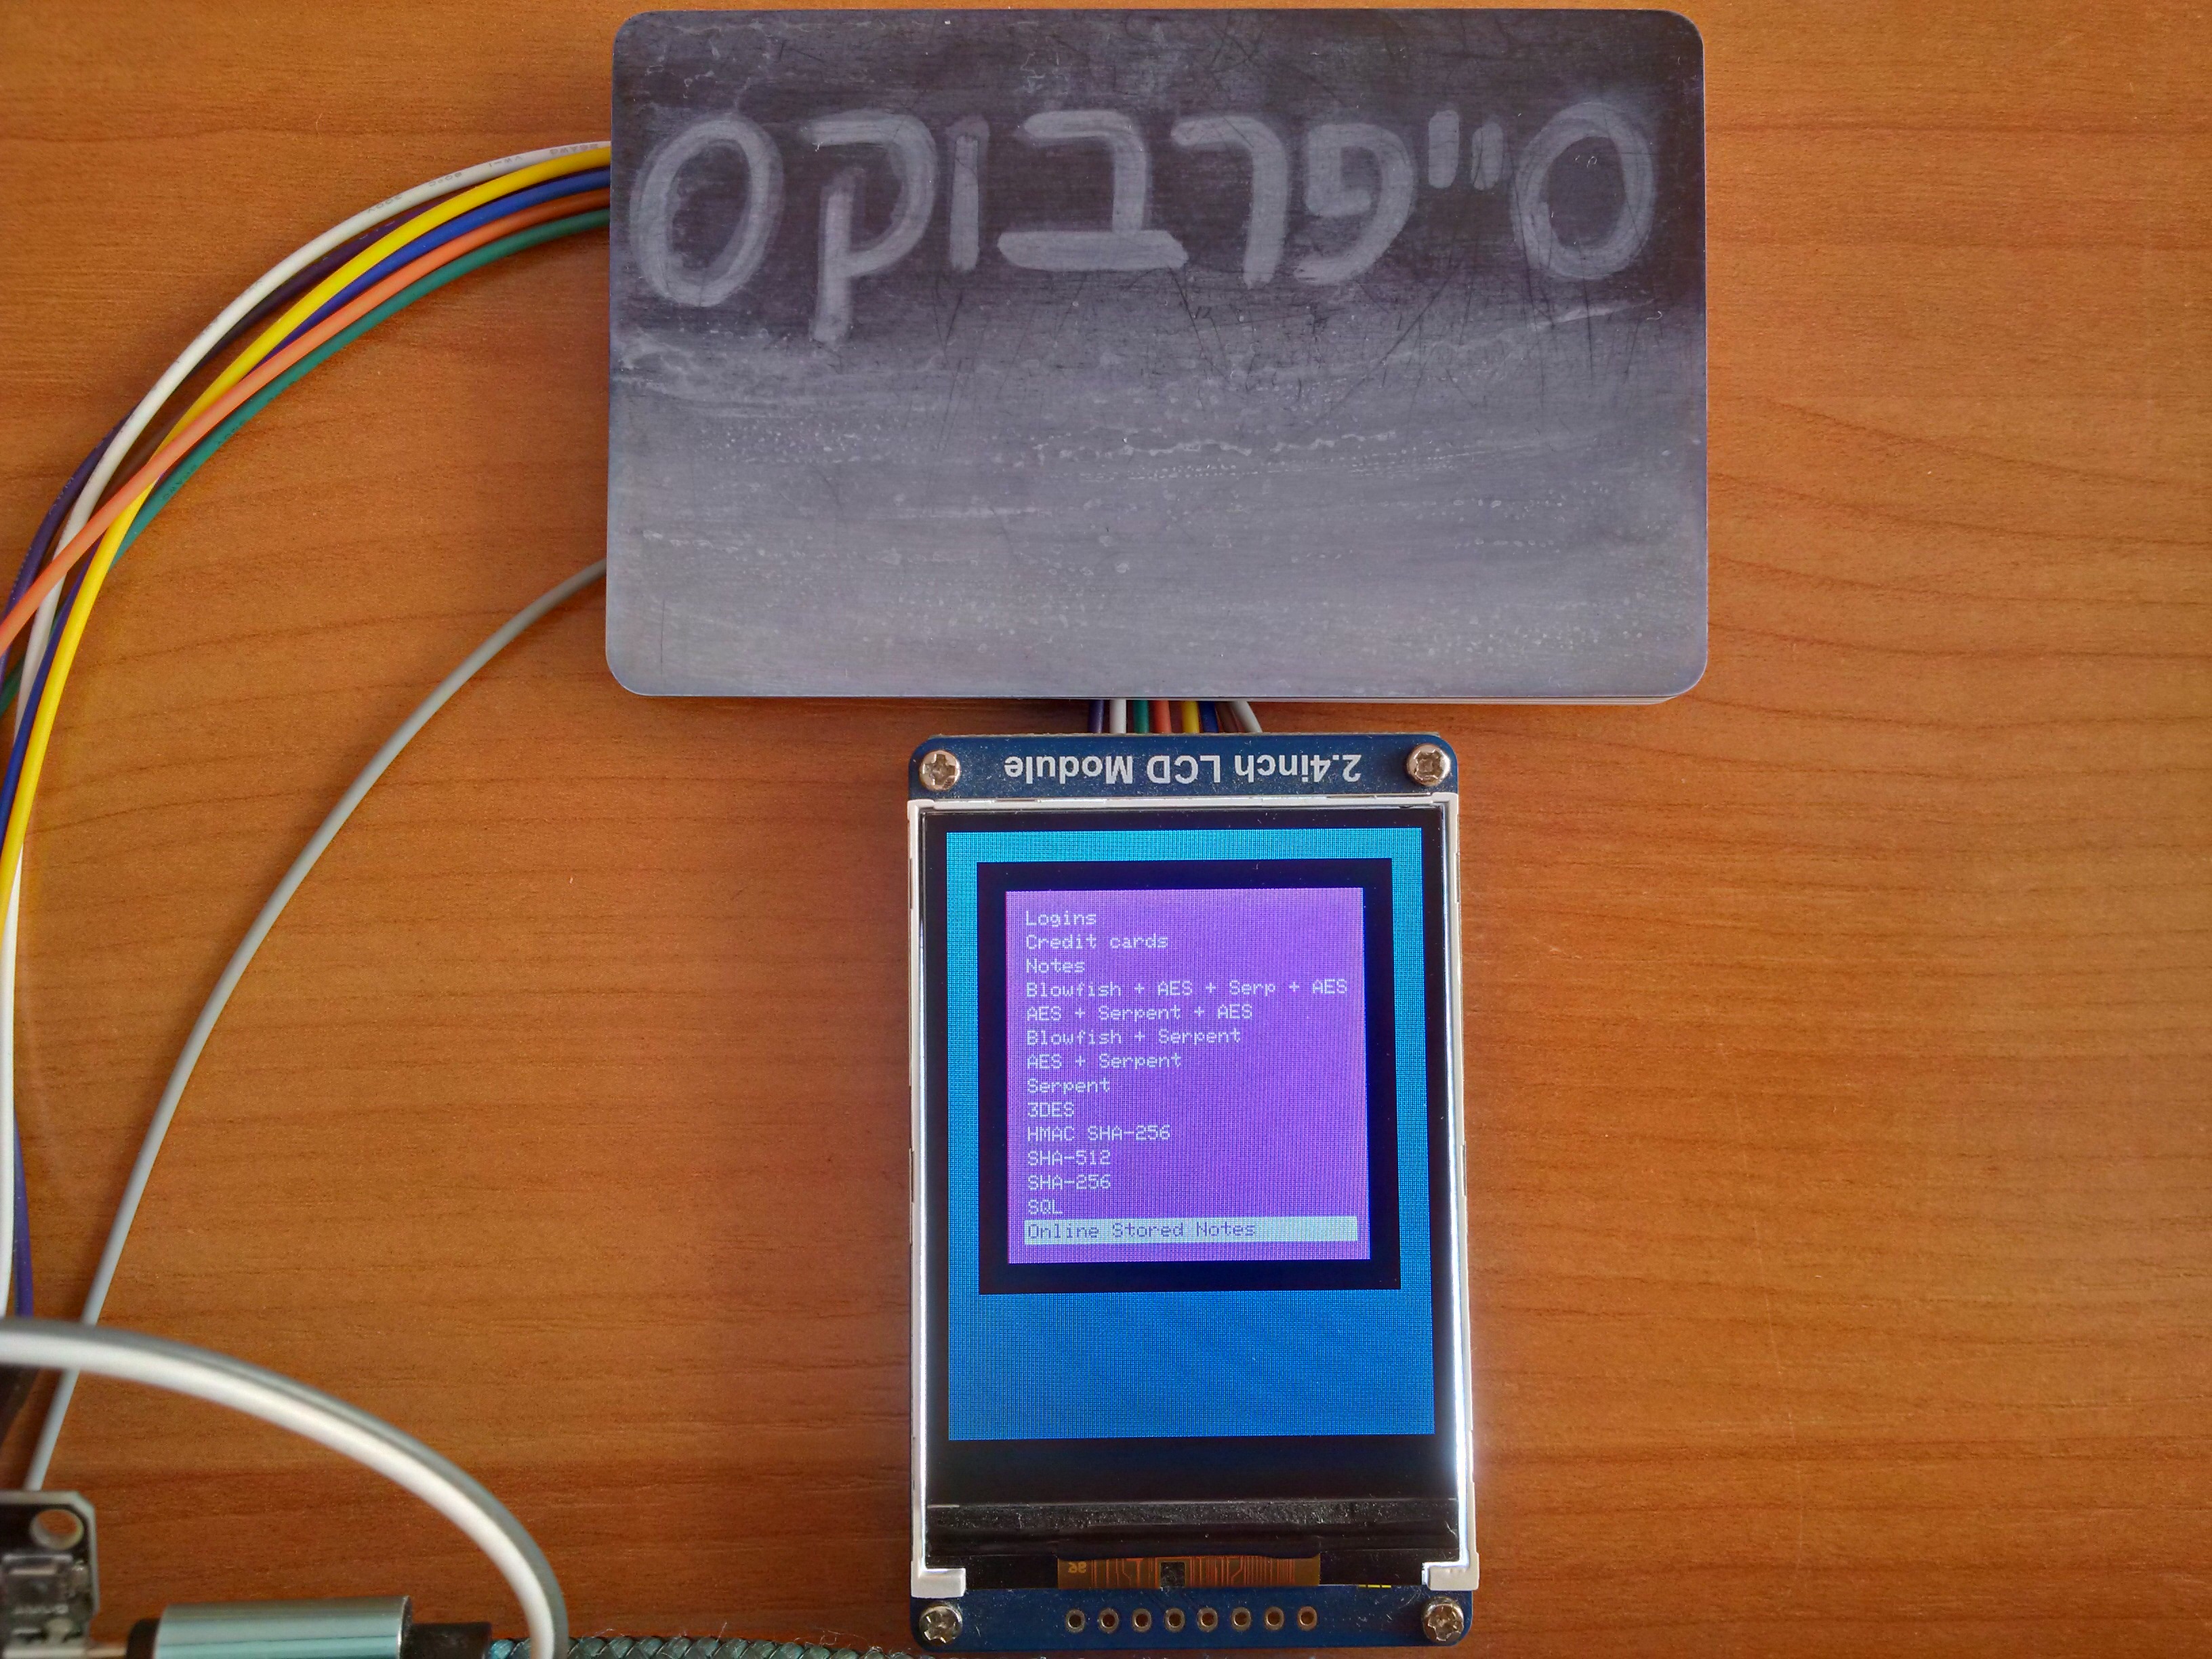 סייפרבוקס
2.4inch LCD Module
Logins
Credit cards
Notes
Blowfish + AES + Serp + AES
AES + Serpent + AES
Blowfish + Serpent
AES + Serpent
Serpent
3DES
HMAC SHA-256
SHA-512
SHA-256
SQL
Online Stored Notes